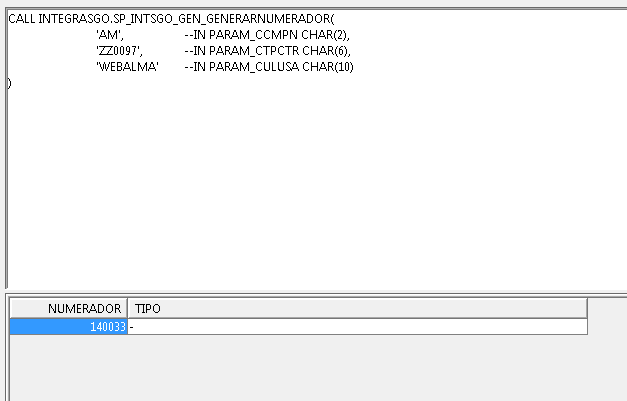 CALL INTEGRASGO.SP_INTSGO_GEN_GENERARNUMERADOR(
'AM', --IN PARAM_CCMPN CHAR(2),
'ZZ0097', --IN PARAM_CTPCTR CHAR(6),
'WEBALMA' --IN PARAM_CULUSA CHAR(10)
)
NUMERADOR TIPO
140033 -